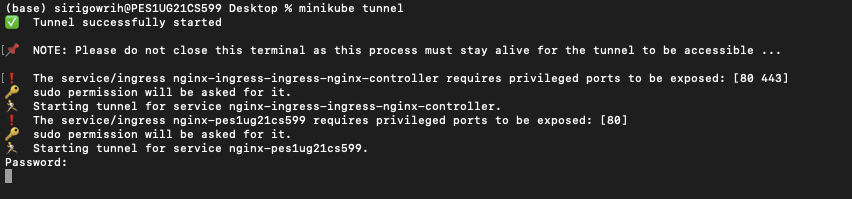 (base) sirigowrih@PES1UG21CS599 Desktop % minikube tunnel
✅ Tunnel successfully started
[📌 NOTE: Please do not close this terminal as this process must stay alive for the tunnel to be accessible ...
[❗ The service/ingress nginx-ingress-ingress-nginx-controller requires privileged ports to be exposed: [80 443]
🔑 sudo permission will be asked for it.
🏃 Starting tunnel for service nginx-ingress-ingress-nginx-controller.
❗ The service/ingress nginx-pes1ug21cs599 requires privileged ports to be exposed: [80]
🔑 sudo permission will be asked for it.
🏃 Starting tunnel for service nginx-pes1ug21cs599.
Password: